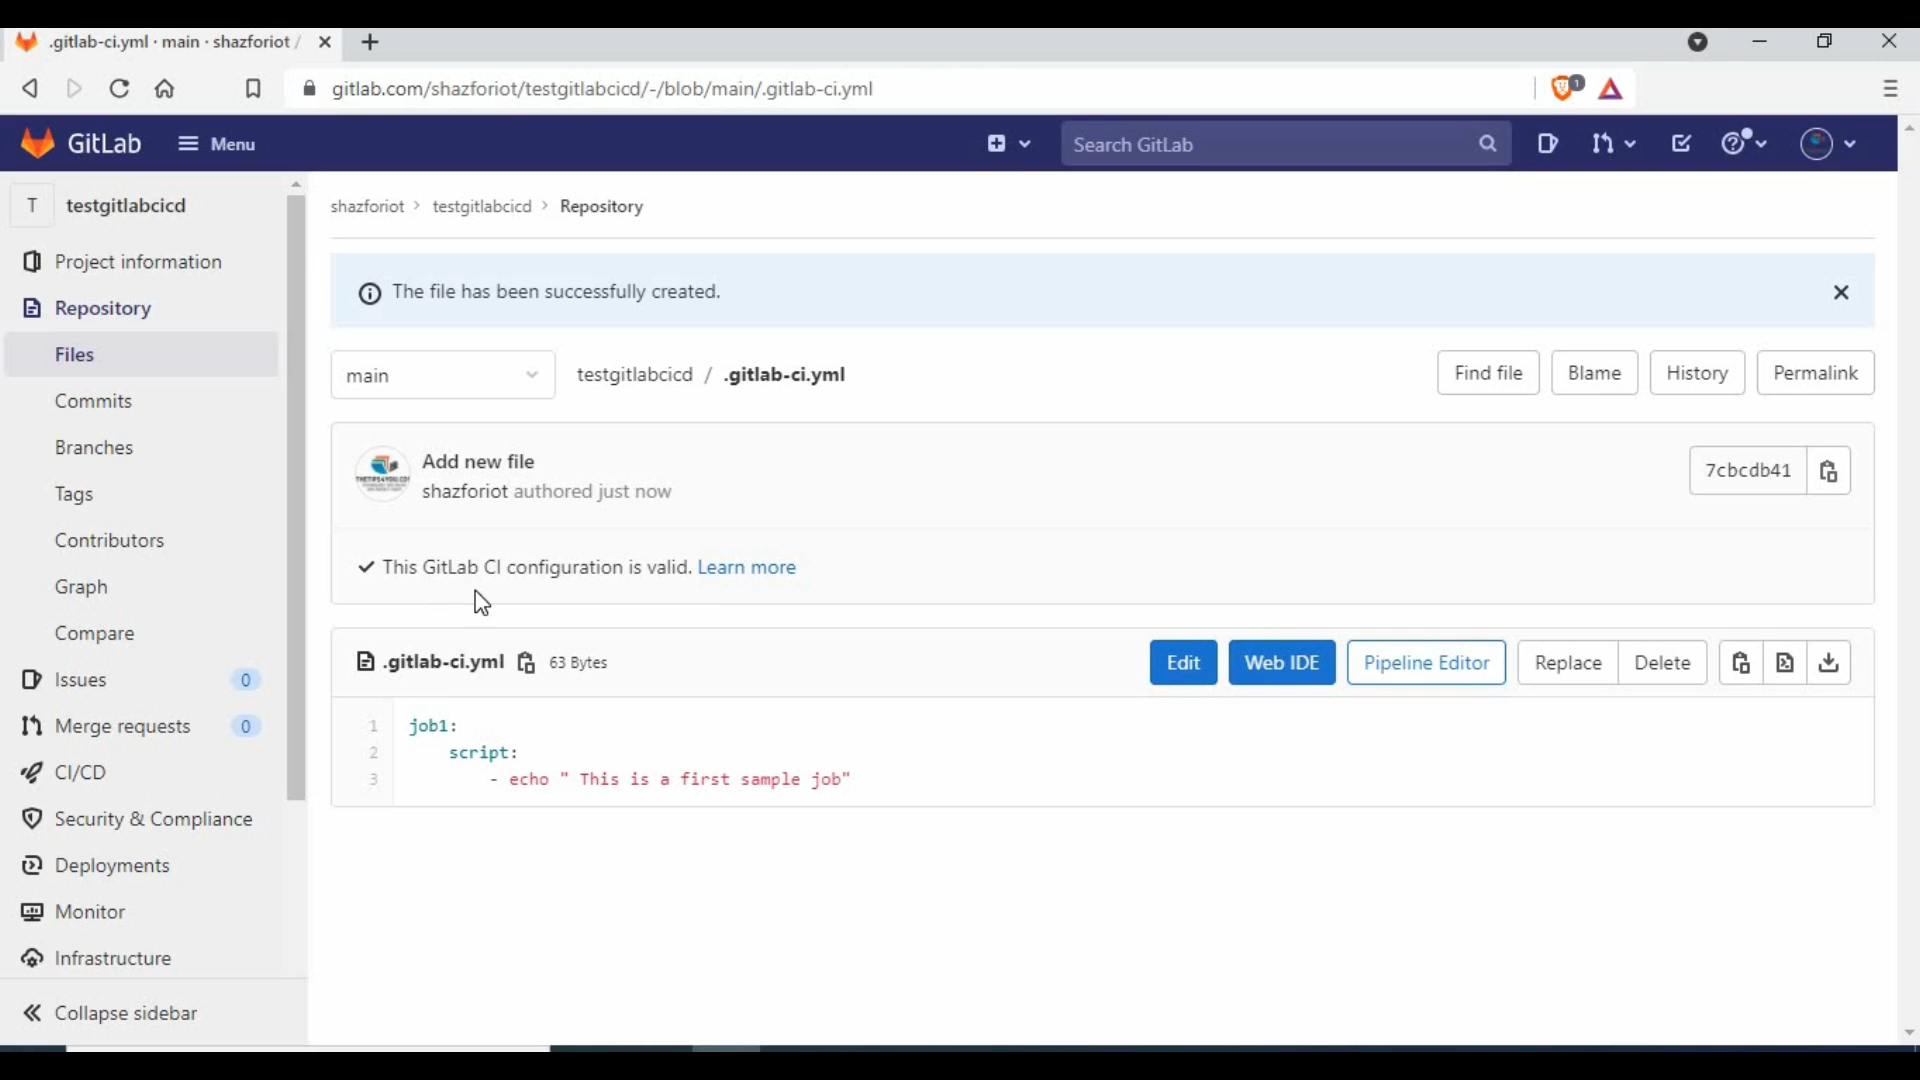 .gitlab-ci.yml · main · shazforiot /
gitlab.com/shazforiot/testgitlabcicd/-/blob/main/.gitlab-ci.yml
1
GitLab
Menu
Search GitLab
T
testgitlabcicd
Project information
Repository
Files
Commits
Branches
Tags
Contributors
Graph
Compare
Issues 0
Merge requests 0
CI/CD
Security & Compliance
Deployments
Monitor
Infrastructure
Collapse sidebar
shazforiot > testgitlabcicd > Repository
The file has been successfully created.
main
testgitlabcicd / .gitlab-ci.yml
Find file
Blame
History
Permalink
Add new file
shazforiot authored just now
7cbcdb41
This GitLab CI configuration is valid. Learn more
.gitlab-ci.yml 63 Bytes
Edit
Web IDE
Pipeline Editor
Replace
Delete
1 job1:
2 script:
3 - echo " This is a first sample job"